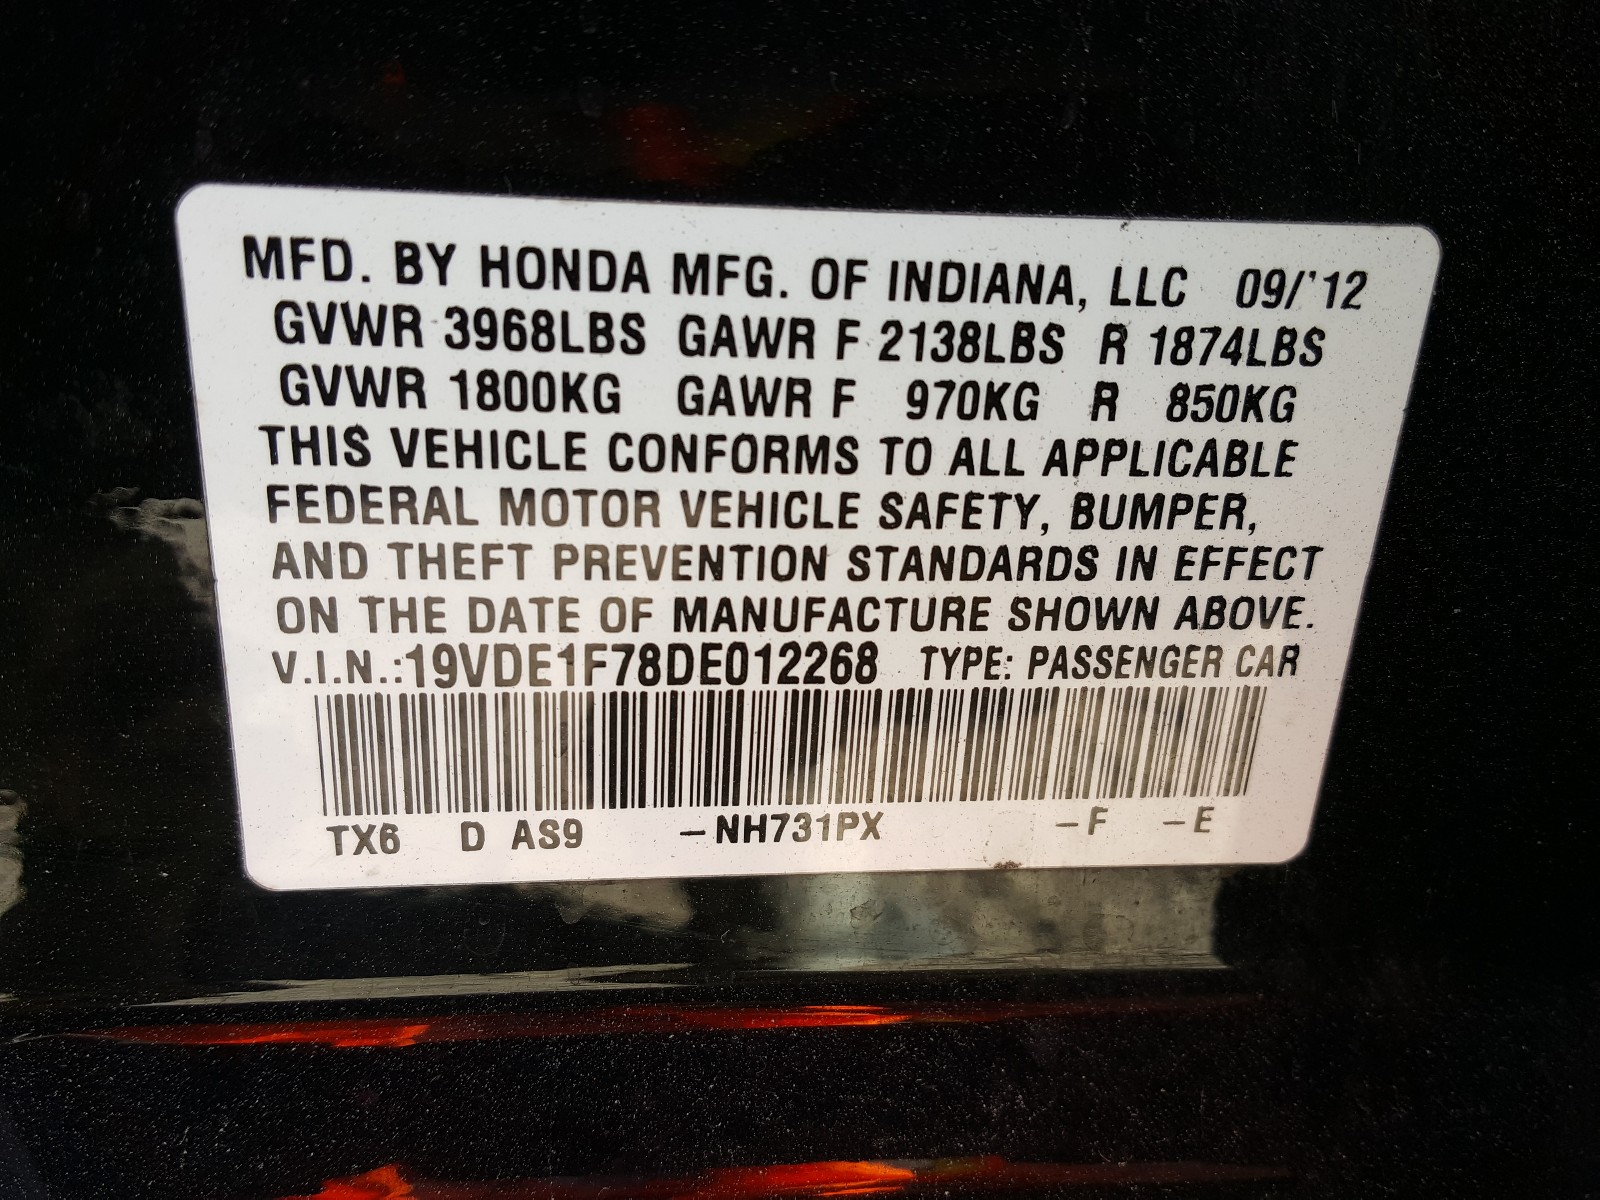 MFD. BY HONDA MFG. OF INDIANA, LLC 09/'12
GVWR 3968LBS GAWR F 2138LBS R 1874LBS
GVWR 1800KG GAWR F 970KG R 850KG
THIS VEHICLE CONFORMS TO ALL APPLICABLE
FEDERAL MOTOR VEHICLE SAFETY, BUMPER,
AND THEFT PREVENTION STANDARDS IN EFFECT
ON THE DATE OF MANUFACTURE SHOWN ABOVE.
V.I.N.:19VDE1F78DE012268 TYPE: PASSENGER CAR
TX6 D AS9 -NH731PX -F -E